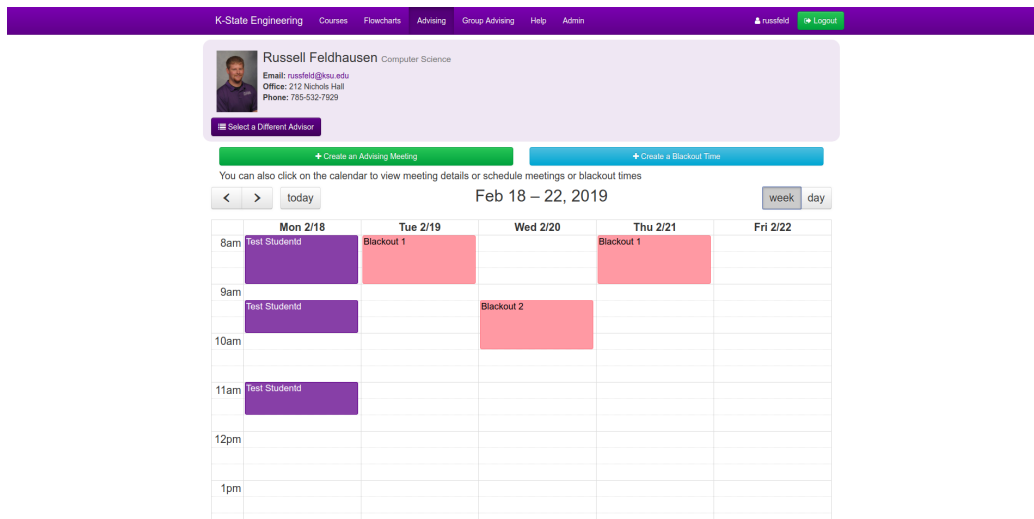 K-State Engineering Courses Flowcharts Advising Group Advising Help Admin russfeld Logout
Russell Feldhausen Computer Science
Email: russfeld@ksu.edu
Office: 212 Nichols Hall
Phone: 785-532-7929
Select a Different Advisor
Create an Advising Meeting Create a Blackout Time
You can also click on the calendar to view meeting details or schedule meetings or blackout times
today Feb 18 – 22, 2019 week day
Mon 2/18 Tue 2/19 Wed 2/20 Thu 2/21 Fri 2/22
8am Test Studentd Blackout 1 Blackout 1
9am
Test Studentd Blackout 2
10am
11am Test Studentd
12pm
1pm